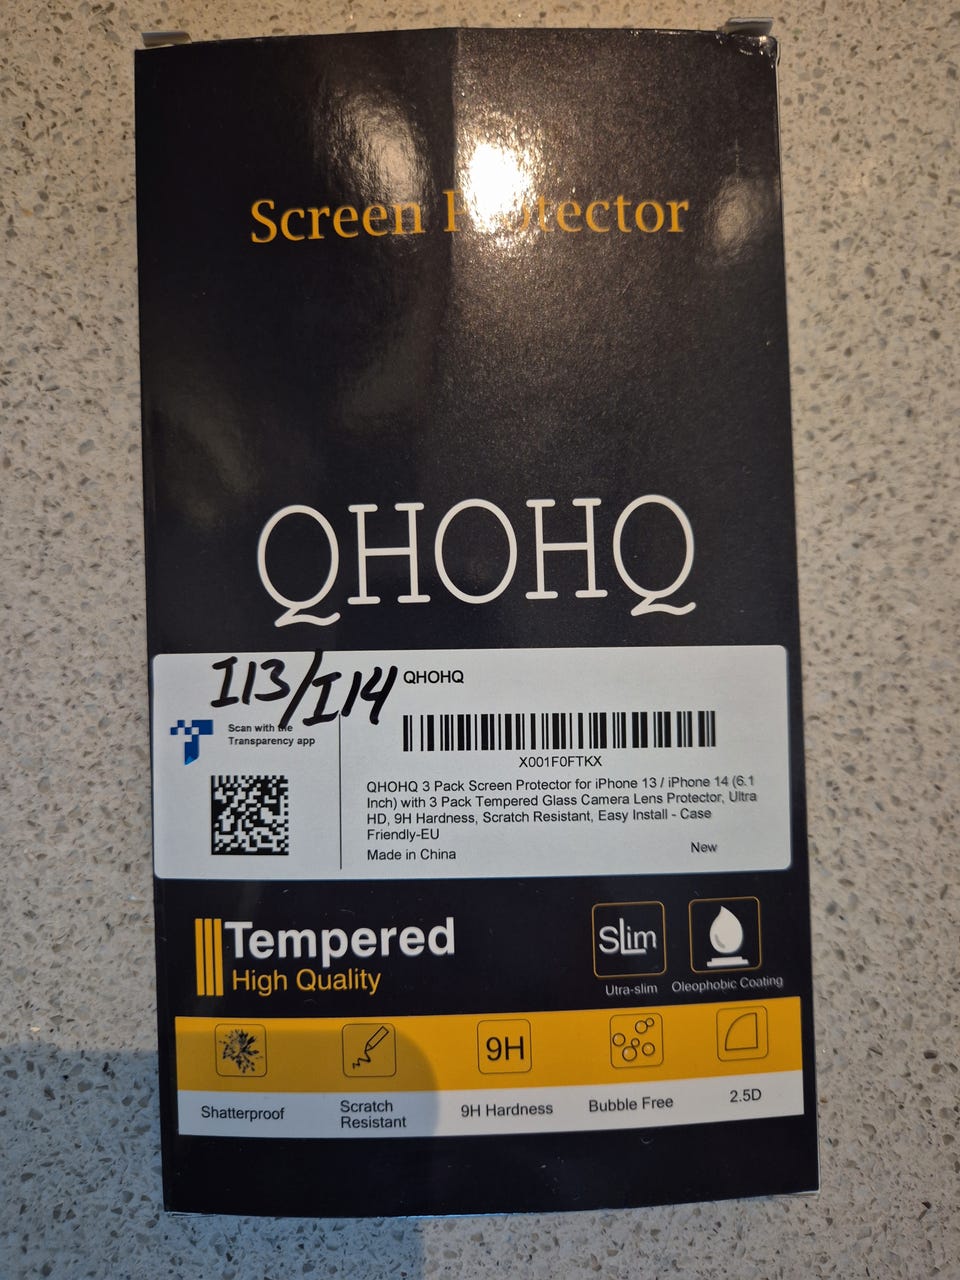 Screen Protector
QHOHQ
I13/I14
QHOHQ
Scan with the
Transparency app
X001F0FTKX
QHOHQ 3 Pack Screen Protector for iPhone 13 / iPhone 14 (6.1
Inch) with 3 Pack Tempered Glass Camera Lens Protector, Ultra
HD, 9H Hardness, Scratch Resistant, Easy Install - Case
Friendly-EU
Made in China
New
Tempered
High Quality
Slim
Utra-slim
Oleophobic Coating
9H
Shatterproof
Scratch
Resistant
9H Hardness
Bubble Free
2.5D